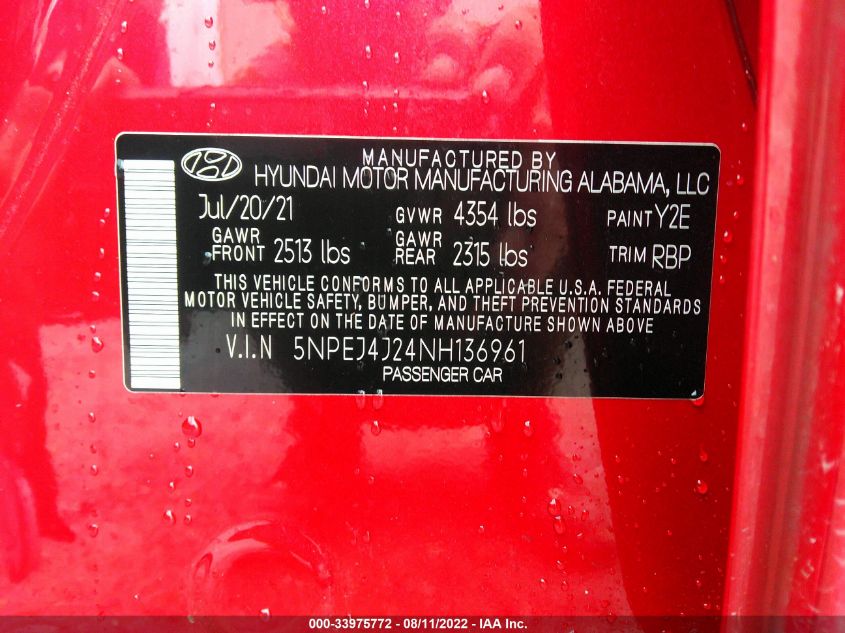 MANUFACTURED BY
HYUNDAI MOTOR MANUFACTURING ALABAMA, LLC
Jul/20/21 GVWR 4354 lbs PAINT Y2E
GAWR FRONT 2513 lbs GAWR REAR 2315 lbs TRIM RBP
THIS VEHICLE CONFORMS TO ALL APPLICABLE U.S.A. FEDERAL
MOTOR VEHICLE SAFETY, BUMPER, AND THEFT PREVENTION STANDARDS
IN EFFECT ON THE DATE OF MANUFACTURE SHOWN ABOVE
V.I.N 5NPEJ4J24NH136961
PASSENGER CAR
000-33975772 - 08/11/2022 - IAA Inc.